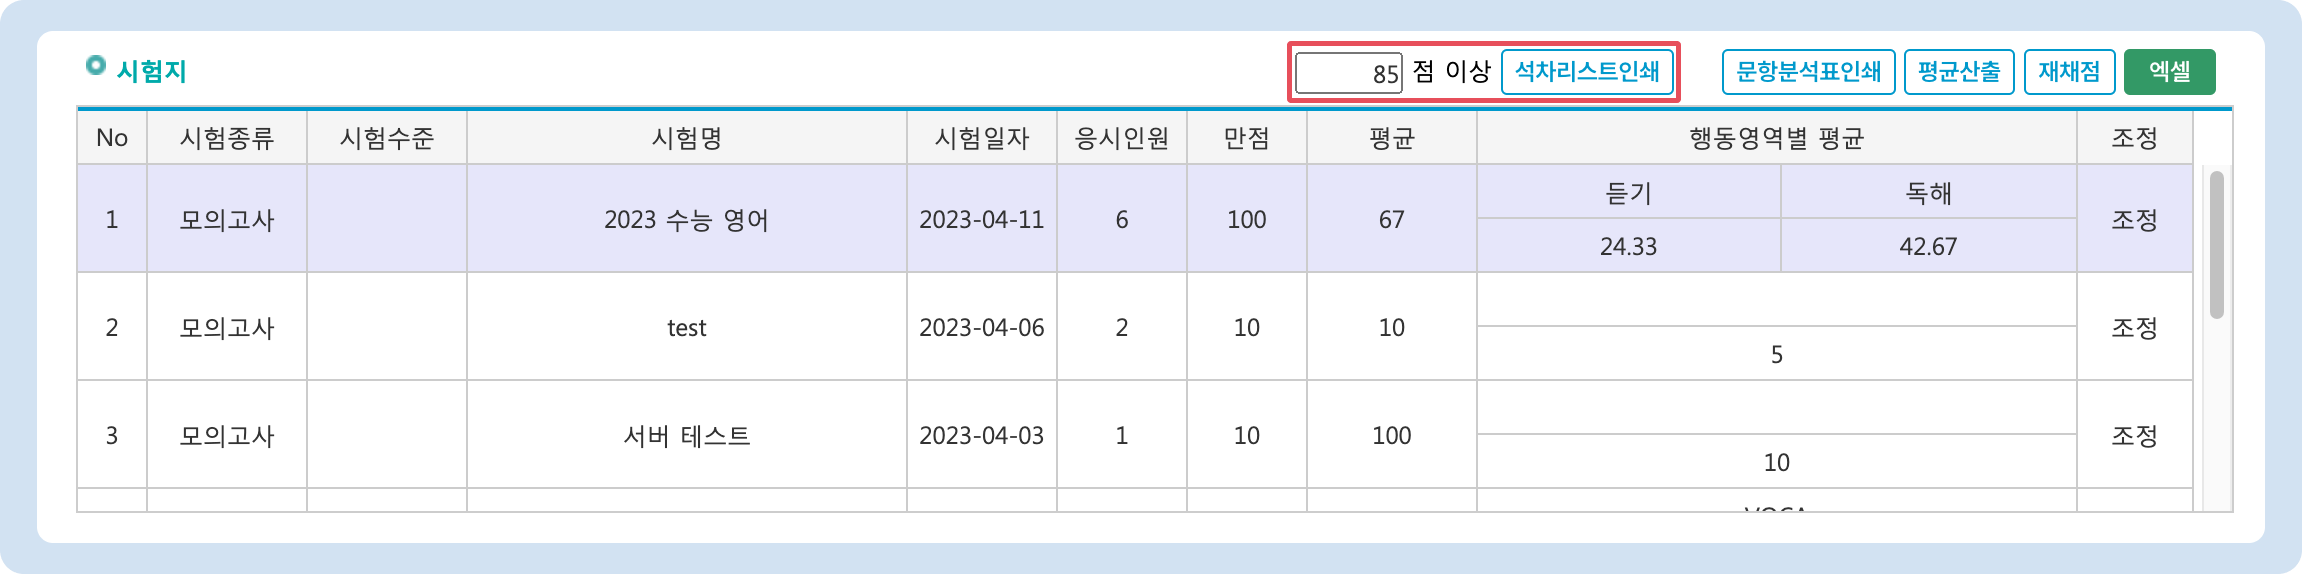 시험지 85 점 이상 석차리스트인쇄 문항분석표인쇄 평균산출 재채점 엑셀
No 시험종류 시험수준 시험명 시험일자 응시인원 만점 평균 행동영역별 평균 조정
듣기 독해
1 모의고사 2023 수능 영어 2023-04-11 6 100 67 조정
24.33 42.67
2 모의고사 test 2023-04-06 2 10 10 조정
5
3 모의고사 서버 테스트 2023-04-03 1 10 100 조정
10